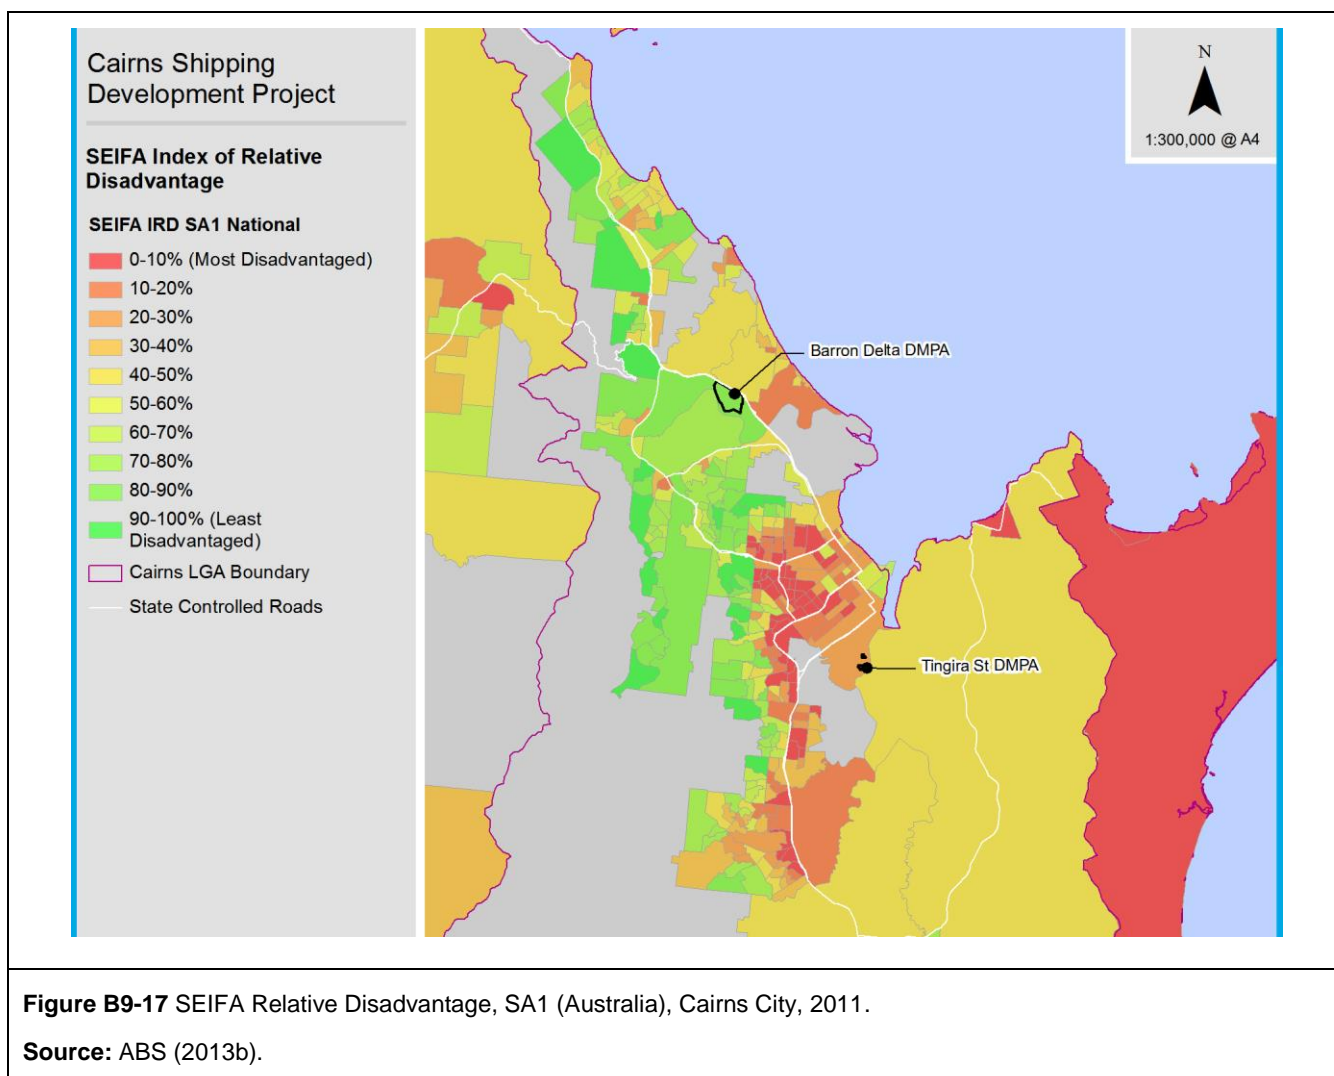 Cairns Shipping
Development Project
SEIFA Index of Relative
Disadvantage
SEIFA IRD SA1 National
0-10% (Most Disadvantaged)
10-20%
20-30%
30-40%
40-50%
50-60%
60-70%
70-80%
80-90%
90-100% (Least
Disadvantaged)
Cairns LGA Boundary
State Controlled Roads
N
1:300,000 @ A4
Barron Delta DMPA
Tingira St DMPA
Figure B9-17 SEIFA Relative Disadvantage, SA1 (Australia), Cairns City, 2011.
Source: ABS (2013b).